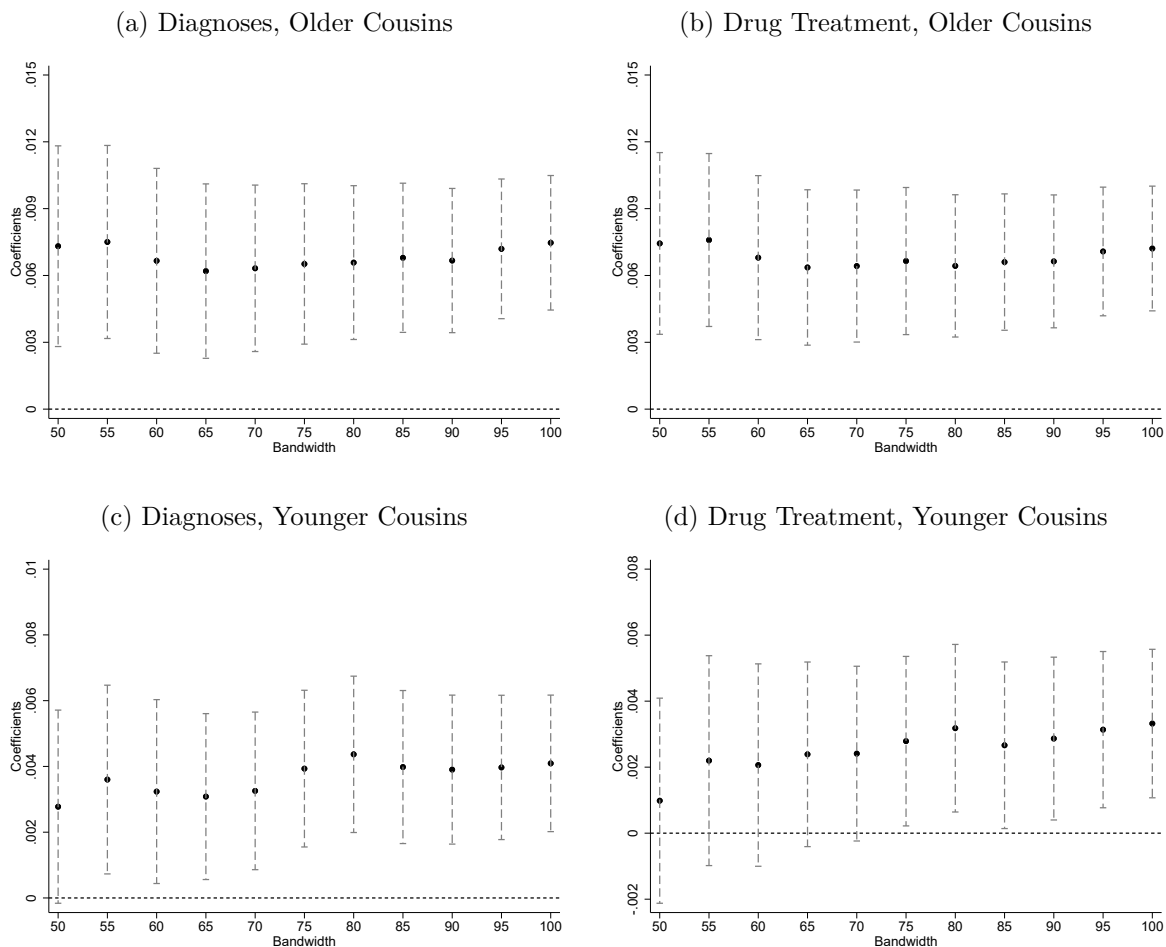 (a) Diagnoses, Older Cousins
Coefficients
0 .003 .006 .009 .012 .015
50 55 60 65 70 75 80 85 90 95 100
Bandwidth
(b) Drug Treatment, Older Cousins
Coefficients
0 .003 .006 .009 .012 .015
50 55 60 65 70 75 80 85 90 95 100
Bandwidth
(c) Diagnoses, Younger Cousins
Coefficients
0 .002 .004 .006 .008 .01
50 55 60 65 70 75 80 85 90 95 100
Bandwidth
(d) Drug Treatment, Younger Cousins
Coefficients
-.002 0 .002 .004 .006 .008
50 55 60 65 70 75 80 85 90 95 100
Bandwidth